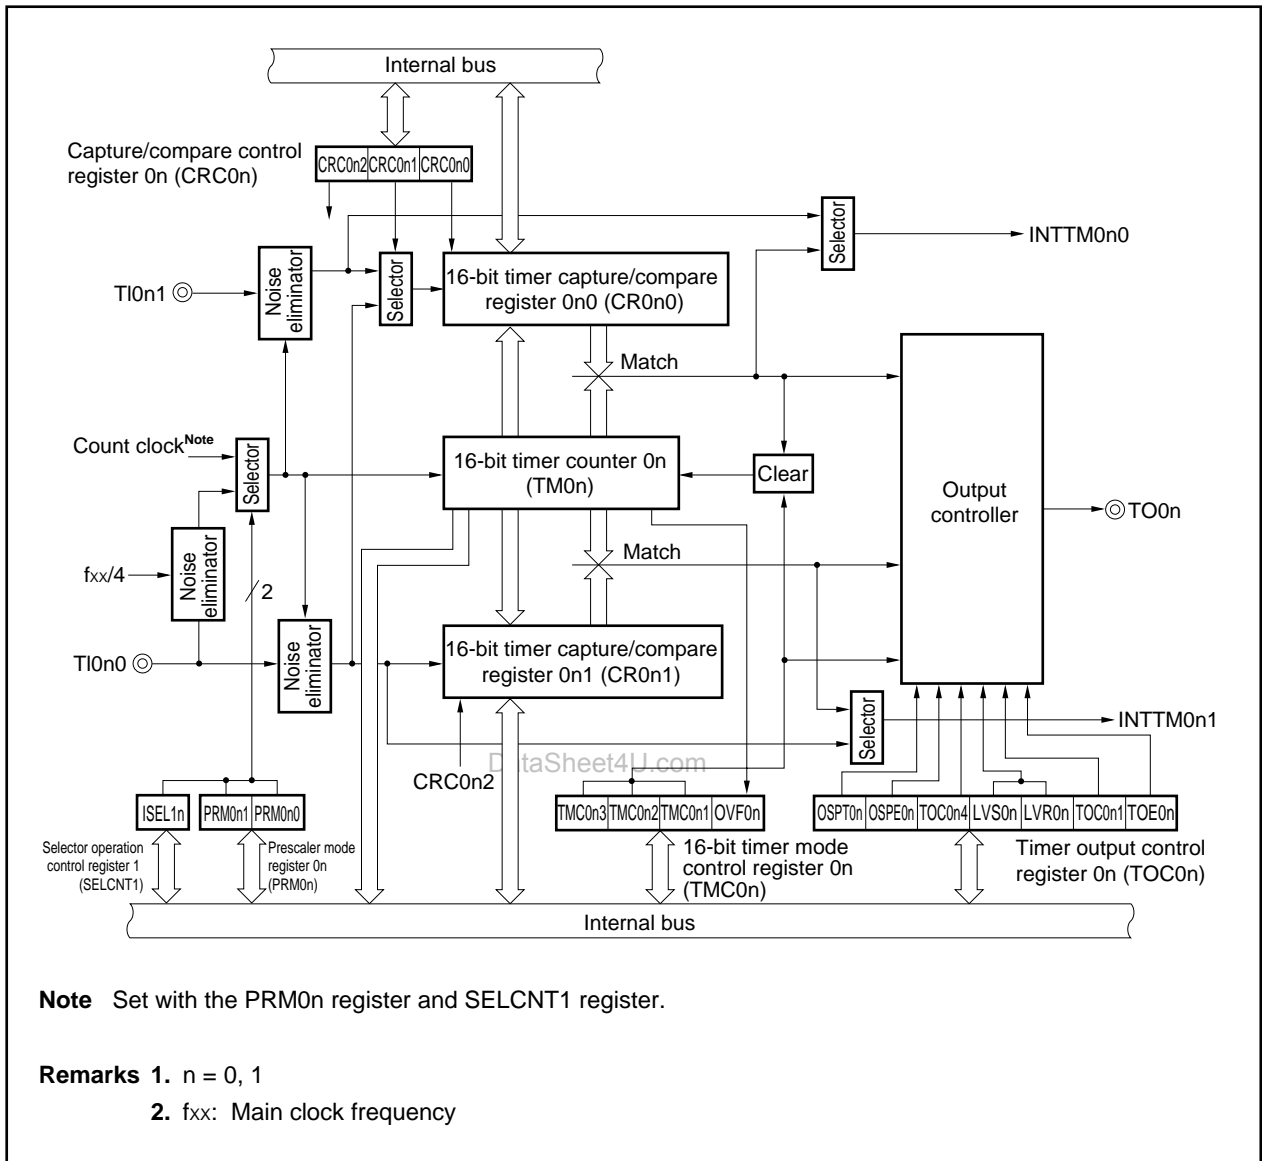 Internal bus
Capture/compare control
register 0n (CRC0n)
CRC0n2 CRC0n1 CRC0n0
Selector
INTTM0n0
TI0n1
Noise
eliminator
Selector
16-bit timer capture/compare
register 0n0 (CR0n0)
Match
Count clock Note
Selector
16-bit timer counter 0n
(TM0n)
Clear
Output
controller
TO0n
fxx/4
Noise
eliminator
2
Match
TI0n0
Noise
eliminator
16-bit timer capture/compare
register 0n1 (CR0n1)
Selector
INTTM0n1
DataSheet4U.com
CRC0n2
ISEL1n
PRM0n1 PRM0n0
TMC0n3 TMC0n2 TMC0n1 OVF0n
OSPT0n OSPE0n TOC0n4 LVS0n LVR0n TOC0n1 TOE0n
Selector operation
control register 1
(SELCNT1)
Prescaler mode
register 0n
(PRM0n)
16-bit timer mode
control register 0n
(TMC0n)
Timer output control
register 0n (TOC0n)
Internal bus
Note Set with the PRM0n register and SELCNT1 register.
Remarks 1. n = 0, 1
2. fxx: Main clock frequency